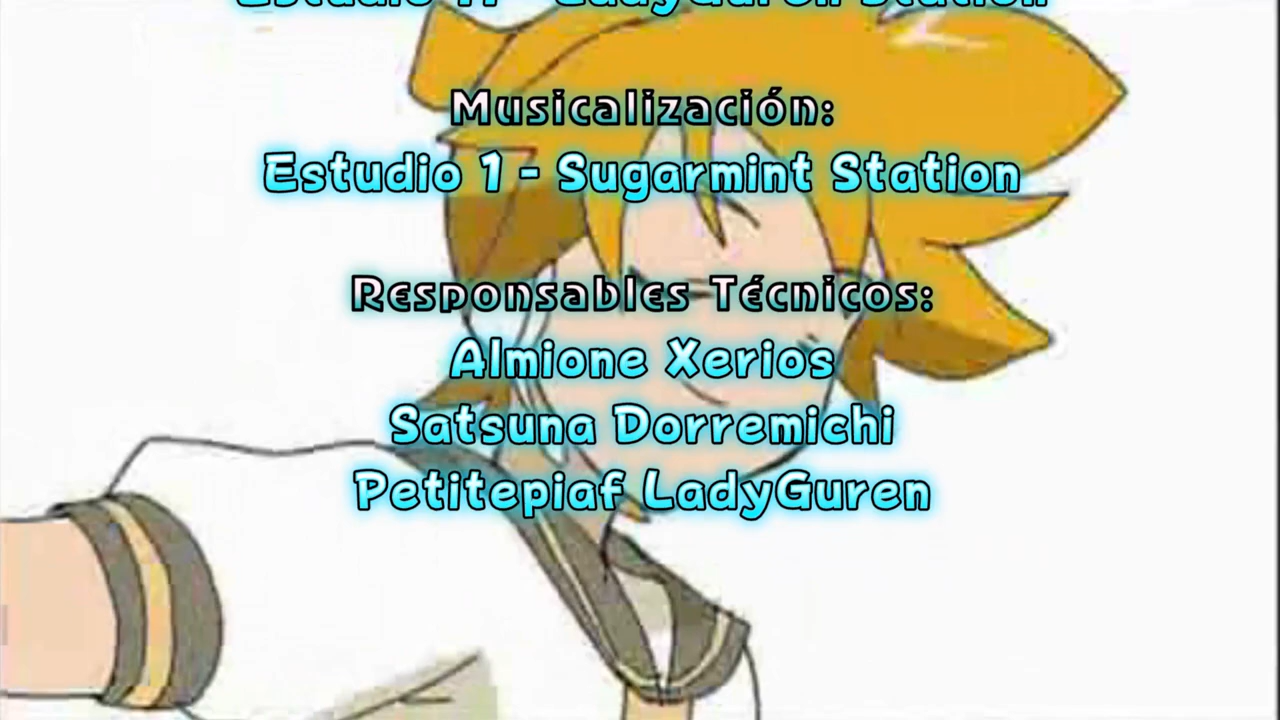 Musicalización:
Estudio 1 - Sugarmint Station
Responsables Técnicos:
Almione Xerios
Satsuna Dorremichi
Petitepiaf LadyGuren